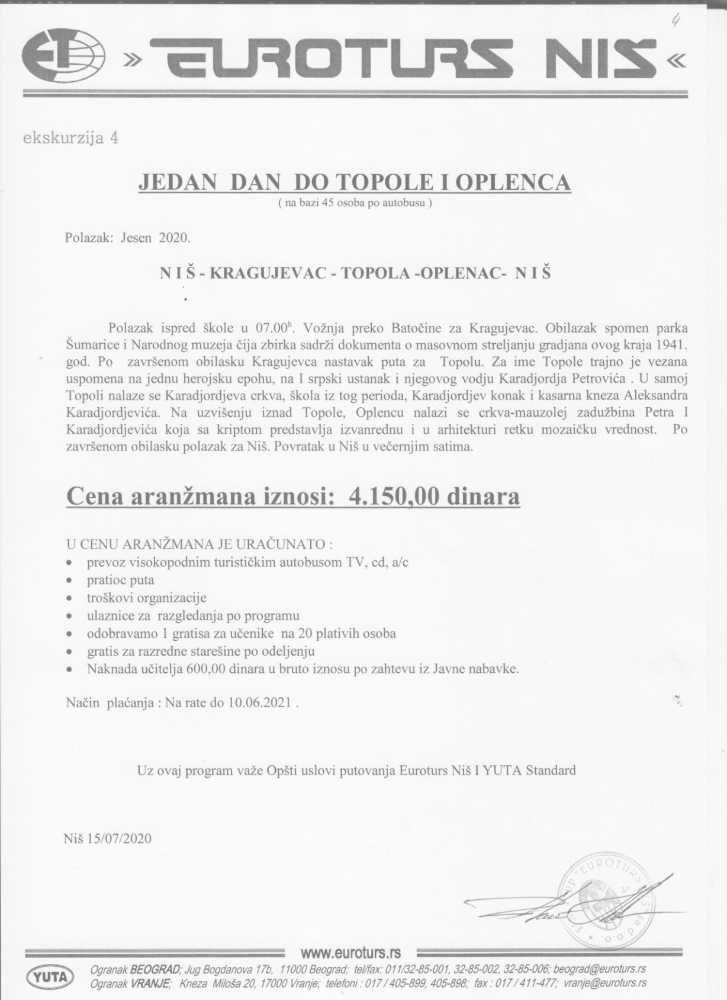 4
ET » EUROTURS NIŠ «
ekskurzija 4
JEDAN DAN DO TOPOLE I OPLENCA
( na bazi 45 osoba po autobusu )
Polazak: Jesen 2020.
N I Š - KRAGUJEVAC - TOPOLA -OPLENAC- N I Š
Polazak ispred škole u 07.00h. Vožnja preko Batočine za Kragujevac. Obilazak spomen parka
Šumarice i Narodnog muzeja čija zbirka sadrži dokumenta o masovnom streljanju gradjana ovog kraja 1941.
god. Po završenom obilasku Kragujevca nastavak puta za Topolu. Za ime Topole trajno je vezana
uspomena na jednu herojsku epohu, na I srpski ustanak i njegovog vodju Karadjordja Petrovića . U samoj
Topoli nalaze se Karadjordjeva crkva, škola iz tog perioda, Karadjordjev konak i kasarna kneza Aleksandra
Karadjordjevića. Na uzvišenju iznad Topole, Oplencu nalazi se crkva-mauzolej zadužbina Petra I
Karadjordjevića koja sa kriptom predstavlja izvanrednu i u arhitekturi retku mozaičku vrednost. Po
završenom obilasku polazak za Niš. Povratak u Niš u večernjim satima.
Cena aranžmana iznosi: 4.150,00 dinara
U CENU ARANŽMANA JE URAČUNATO :
• prevoz visokopodnim turističkim autobusom TV, cd, a/c
• pratioc puta
• troškovi organizacije
• ulaznice za razgledanja po programu
• odobravamo 1 gratisa za učenike na 20 plativih osoba
• gratis za razredne starešine po odeljenju
• Naknada učitelja 600,00 dinara u bruto iznosu po zahtevu iz Javne nabavke.
Način plaćanja : Na rate do 10.06.2021 .
Uz ovaj program važe Opšti uslovi putovanja Euroturs Niš I YUTA Standard
Niš 15/07/2020
PP "EUROTURS NIŠ" sa d.o.o. * NIŠ *
4
www.euroturs.rs
YUTA
Ogranak BEOGRAD; Jug Bogdanova 17b, 11000 Beograd; tel/fax: 011/32-85-001, 32-85-002, 32-85-006; beograd@euroturs.rs
Ogranak VRANJE; Kneza Miloša 20, 17000 Vranje; telefoni : 017 / 405-899, 405-898; fax : 017 / 411-477; vranje@euroturs.rs